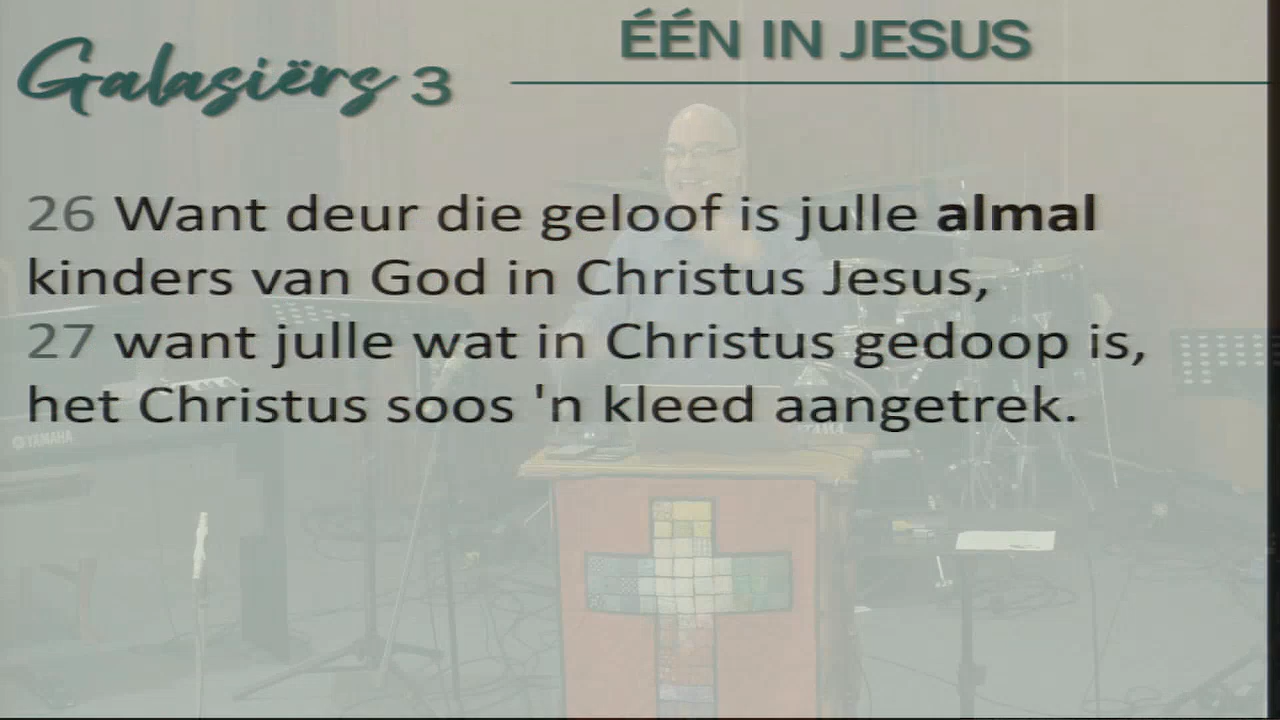 ÉÉN IN JESUS
Galasiërs 3
26 Want deur die geloof is julle almal
kinders van God in Christus Jesus,
27 want julle wat in Christus gedoop is,
het Christus soos 'n kleed aangetrek.
YAMAHA